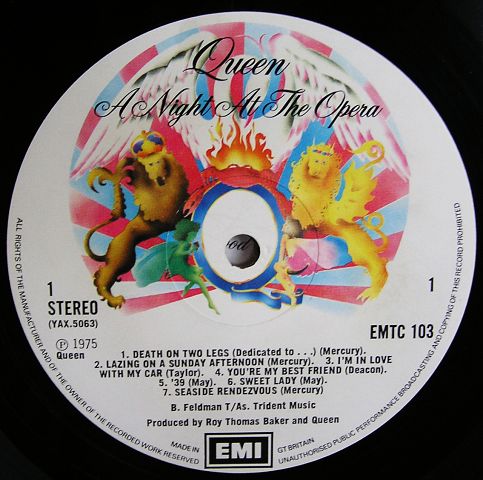 Queen
A Night At The Opera
1
STEREO
(YAX.5063)
Ⓟ 1975
Queen
1
EMTC 103
1. DEATH ON TWO LEGS (Dedicated to . . .) (Mercury).
2. LAZING ON A SUNDAY AFTERNOON (Mercury). 3. I'M IN LOVE
WITH MY CAR (Taylor). 4. YOU'RE MY BEST FRIEND (Deacon).
5. '39 (May). 6. SWEET LADY (May).
7. SEASIDE RENDEZVOUS (Mercury)
B. Feldman T/As. Trident Music
Produced by Roy Thomas Baker and Queen
ALL RIGHTS OF THE MANUFACTURER AND OF THE OWNER OF THE RECORDED WORK RESERVED
MADE IN
EMI
GT BRITAIN
UNAUTHORISED PUBLIC PERFORMANCE BROADCASTING AND COPYING OF THIS RECORD PROHIBITED